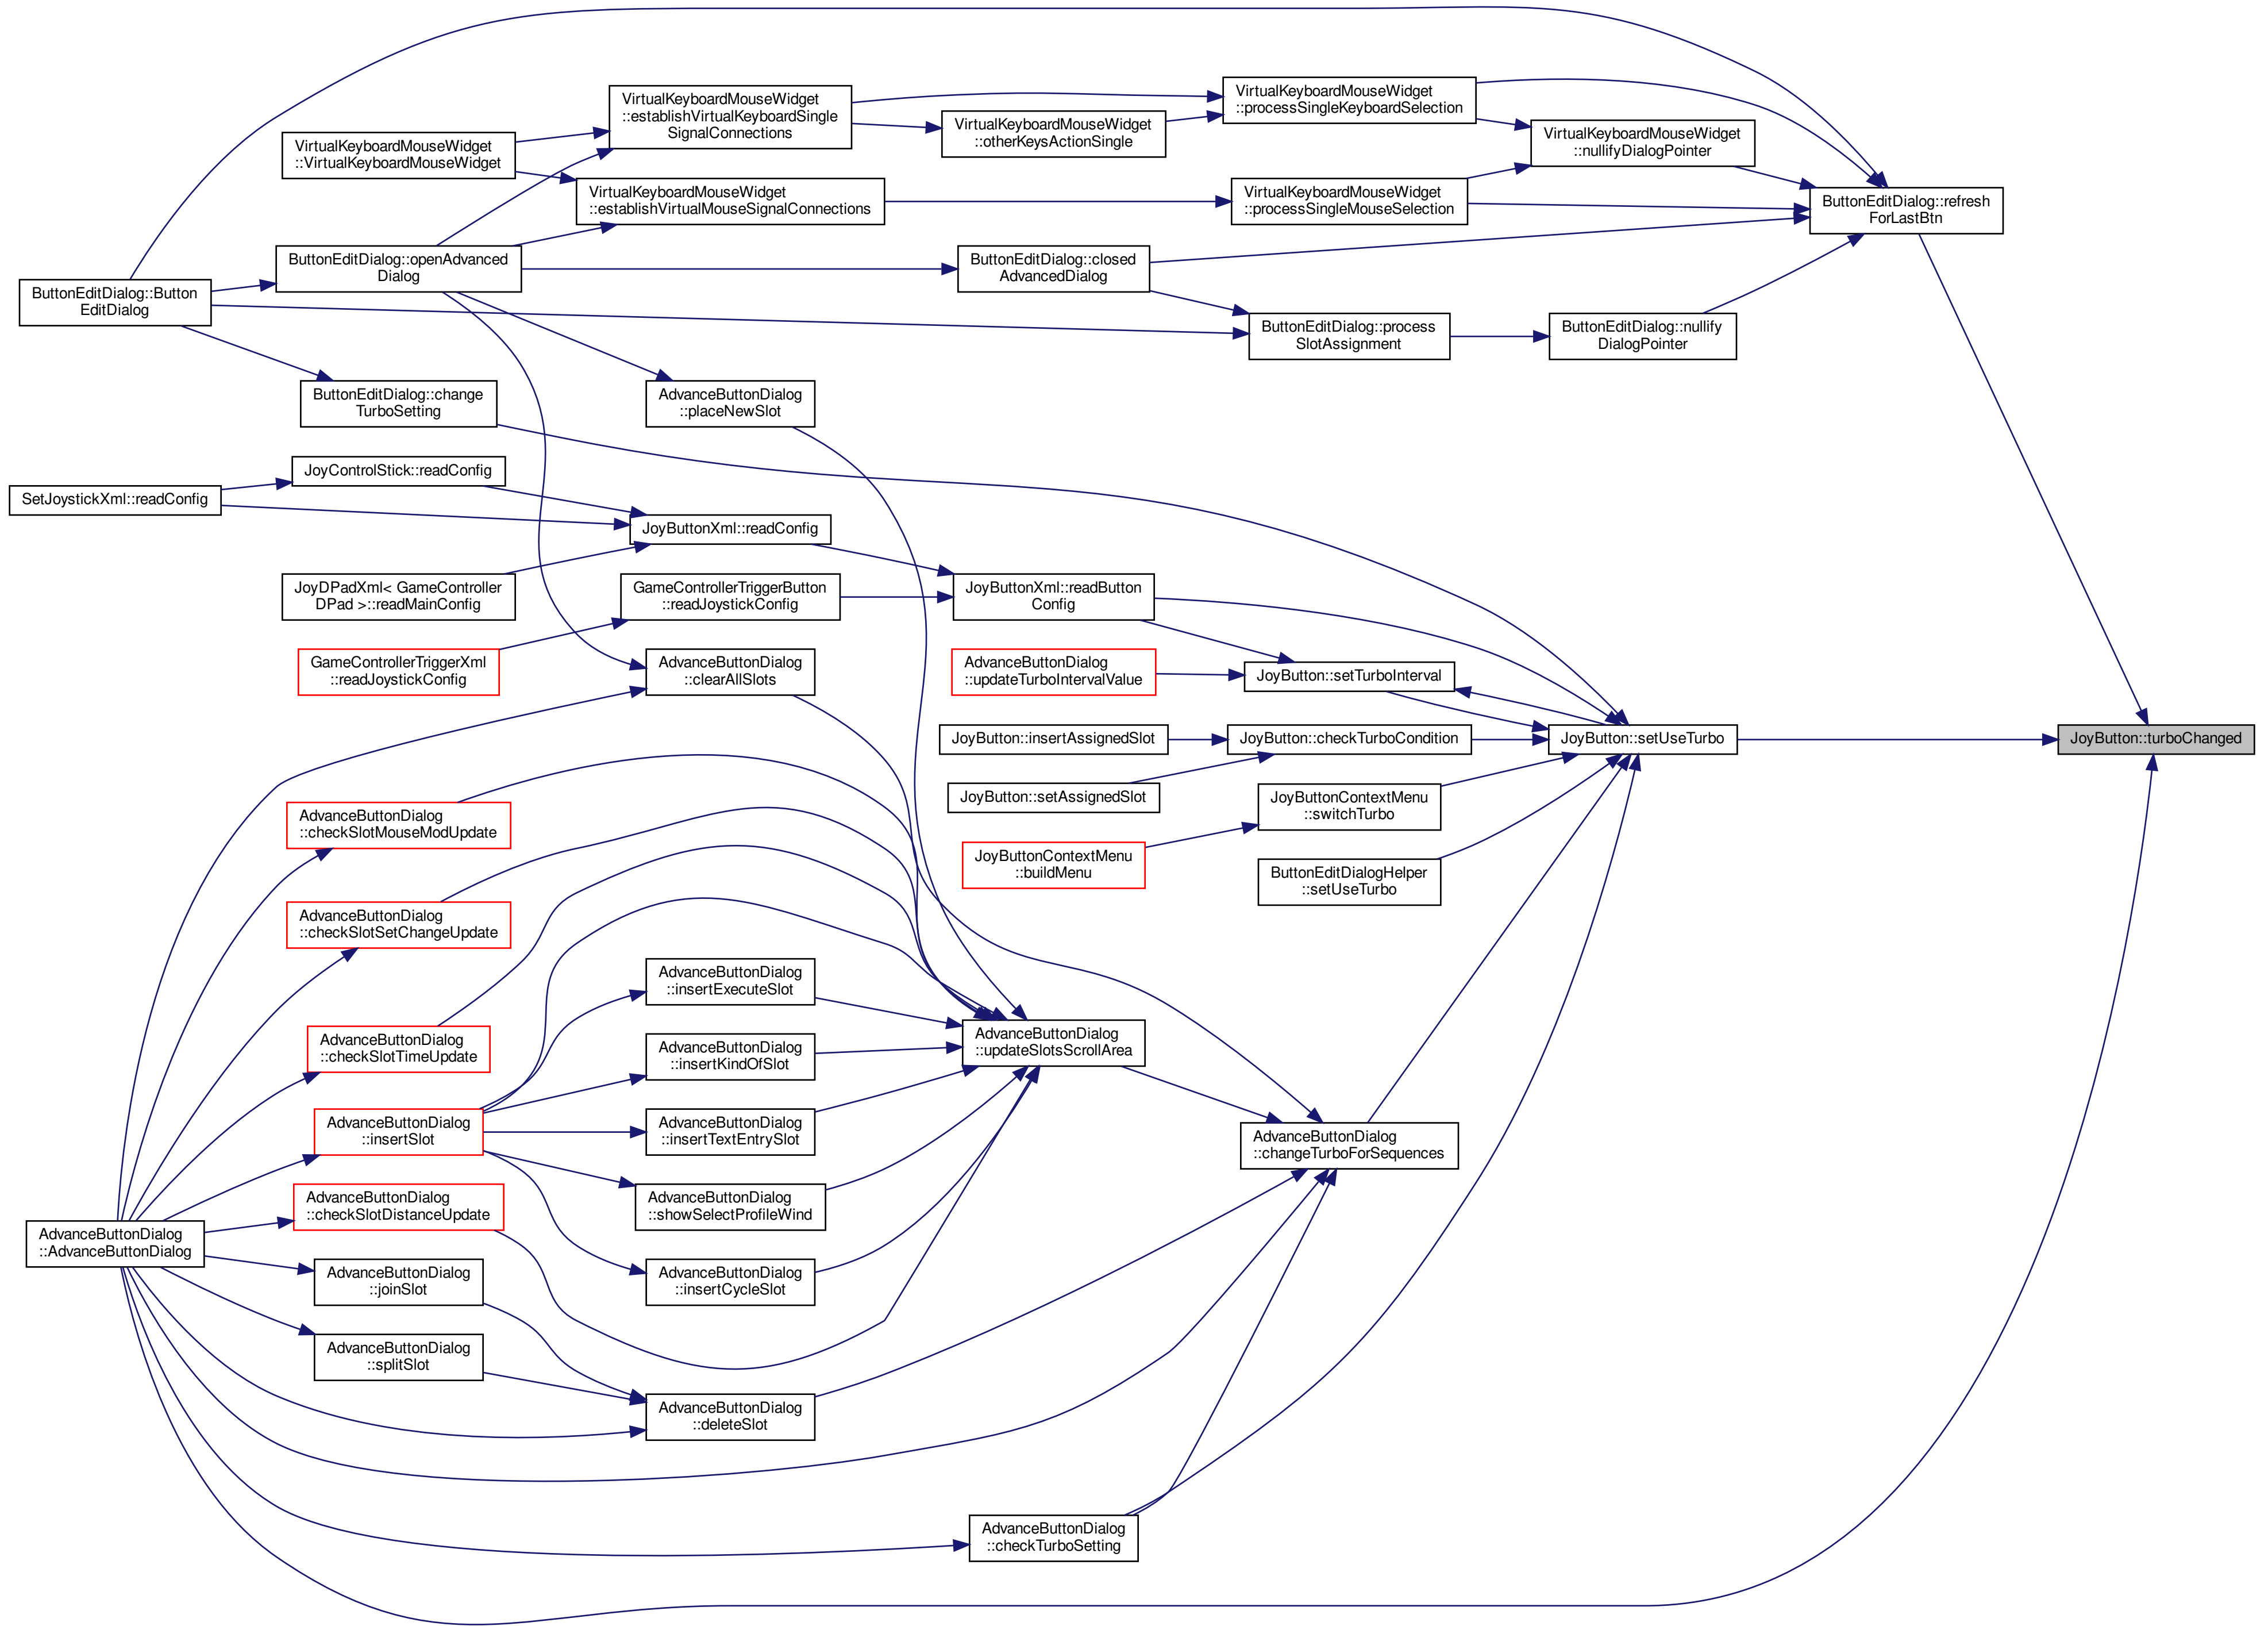 VirtualKeyboardMouseWidget
::establishVirtualKeyboardSingle
SignalConnections
VirtualKeyboardMouseWidget
::processSingleKeyboardSelection
VirtualKeyboardMouseWidget
::otherKeysActionSingle
VirtualKeyboardMouseWidget
::nullifyDialogPointer
VirtualKeyboardMouseWidget
::VirtualKeyboardMouseWidget
VirtualKeyboardMouseWidget
::establishVirtualMouseSignalConnections
VirtualKeyboardMouseWidget
::processSingleMouseSelection
ButtonEditDialog::refresh
ForLastBtn
ButtonEditDialog::openAdvanced
Dialog
ButtonEditDialog::closed
AdvancedDialog
ButtonEditDialog::Button
EditDialog
ButtonEditDialog::process
SlotAssignment
ButtonEditDialog::nullify
DialogPointer
ButtonEditDialog::change
TurboSetting
AdvanceButtonDialog
::placeNewSlot
JoyControlStick::readConfig
SetJoystickXml::readConfig
JoyButtonXml::readConfig
JoyDPadXml< GameController
DPad >::readMainConfig
GameControllerTriggerButton
::readJoystickConfig
JoyButtonXml::readButton
Config
GameControllerTriggerXml
::readJoystickConfig
AdvanceButtonDialog
::clearAllSlots
AdvanceButtonDialog
::updateTurboIntervalValue
JoyButton::setTurboInterval
JoyButton::insertAssignedSlot
JoyButton::checkTurboCondition
JoyButton::setUseTurbo
JoyButton::turboChanged
JoyButton::setAssignedSlot
JoyButtonContextMenu
::switchTurbo
AdvanceButtonDialog
::checkSlotMouseModUpdate
JoyButtonContextMenu
::buildMenu
ButtonEditDialogHelper
::setUseTurbo
AdvanceButtonDialog
::checkSlotSetChangeUpdate
AdvanceButtonDialog
::insertExecuteSlot
AdvanceButtonDialog
::checkSlotTimeUpdate
AdvanceButtonDialog
::insertKindOfSlot
AdvanceButtonDialog
::updateSlotsScrollArea
AdvanceButtonDialog
::insertSlot
AdvanceButtonDialog
::insertTextEntrySlot
AdvanceButtonDialog
::changeTurboForSequences
AdvanceButtonDialog
::checkSlotDistanceUpdate
AdvanceButtonDialog
::showSelectProfileWind
AdvanceButtonDialog
::AdvanceButtonDialog
AdvanceButtonDialog
::joinSlot
AdvanceButtonDialog
::insertCycleSlot
AdvanceButtonDialog
::splitSlot
AdvanceButtonDialog
::deleteSlot
AdvanceButtonDialog
::checkTurboSetting